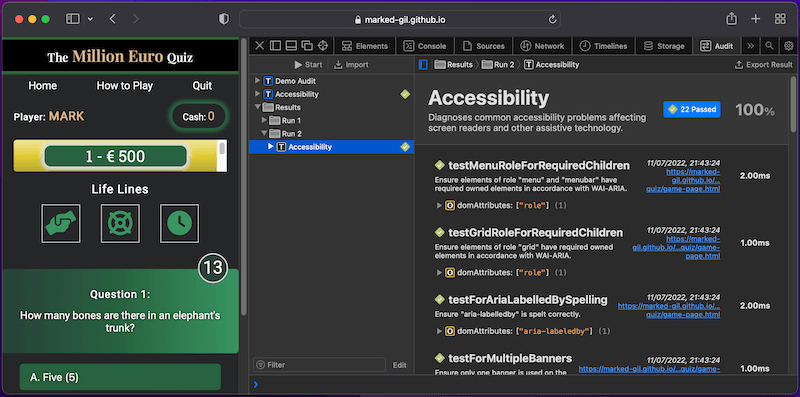 marked-gil.github.io
Elements
Console
Sources
Network
Timelines
Storage
Audit
Start
Import
Results
Run 2
Accessibility
Export Result
The Million Euro Quiz
Home
How to Play
Quit
Player: MARK
Cash: 0
1 - € 500
Life Lines
13
Question 1:
How many bones are there in an elephant's
trunk?
A. Five (5)
Demo Audit
Accessibility
Results
Run 1
Run 2
Accessibility
Filter
Edit
Accessibility
Diagnoses common accessibility problems affecting
screen readers and other assistive technology.
22 Passed
100%
testMenuRoleForRequiredChildren
Ensure elements of role "menu" and "menubar" have
required owned elements in accordance with WAI-ARIA.
domAttributes: ["role"] (1)
11/07/2022, 21:43:24
https://marked-
gil.github.io/...
quiz/game-page.html
2.00ms
testGridRoleForRequiredChildren
Ensure elements of role "grid" have required owned
elements in accordance with WAI-ARIA.
domAttributes: ["role"] (1)
11/07/2022, 21:43:24
https://marked-
gil.github.io/...quiz/game-
page.html
1.00ms
testForAriaLabelledBySpelling
Ensure "aria-labelledby" is spelt correctly.
domAttributes: ["aria-labeledby"] (1)
11/07/2022, 21:43:24
https://marked-gil.github.io/...
quiz/game-page.html
2.00ms
testForMultipleBanners
Ensure only one banner is used on the
11/07/2022, 21:43:24
https://marked-gil.github.io/...quiz/game-
1.00ms